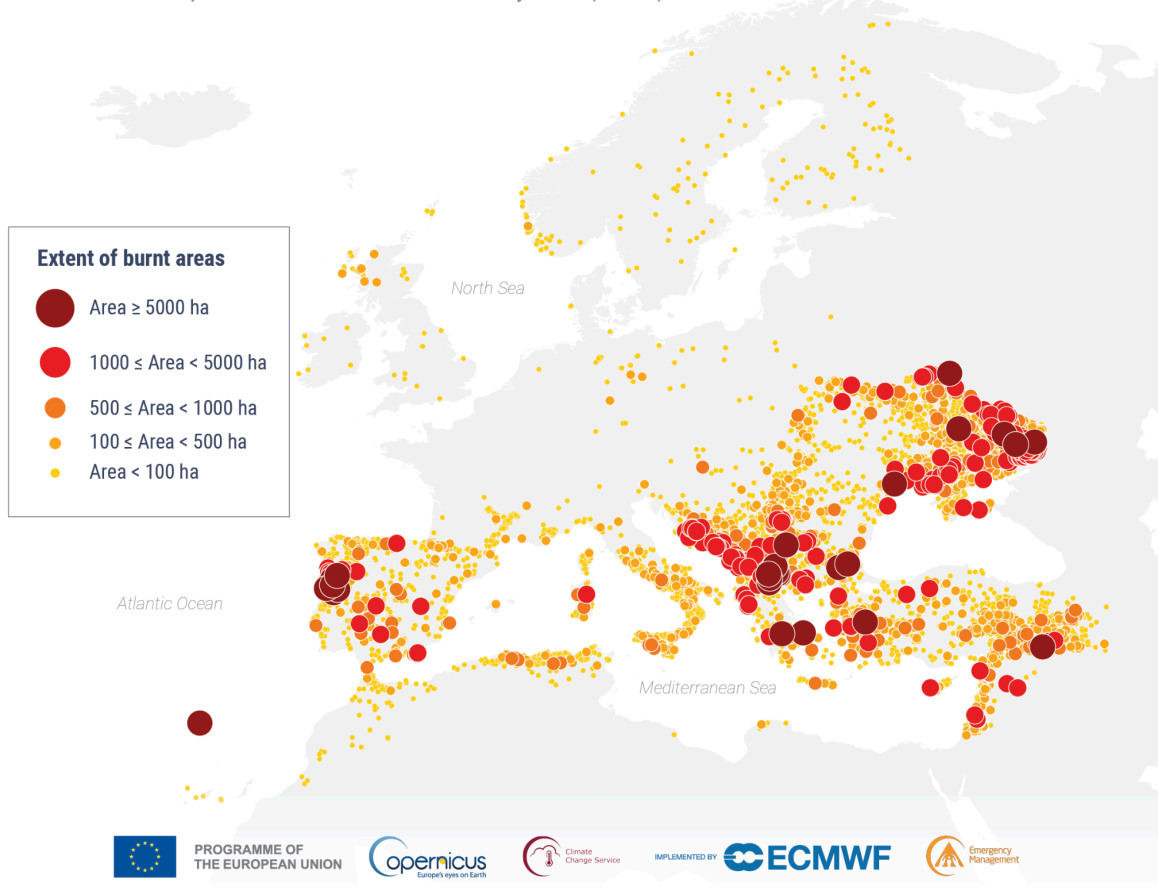 North Sea
Extent of burnt areas
Area ≥ 5000 ha
1000 ≤ Area < 5000 ha
500 ≤ Area < 1000 ha
100 ≤ Area < 500 ha
Area < 100 ha
Atlantic Ocean
Mediterranean Sea
PROGRAMME OF
THE EUROPEAN UNION
opernicus
Europe's eyes on Earth
Climate
Change Service
IMPLEMENTED BY
ECMWF
Emergency
Management